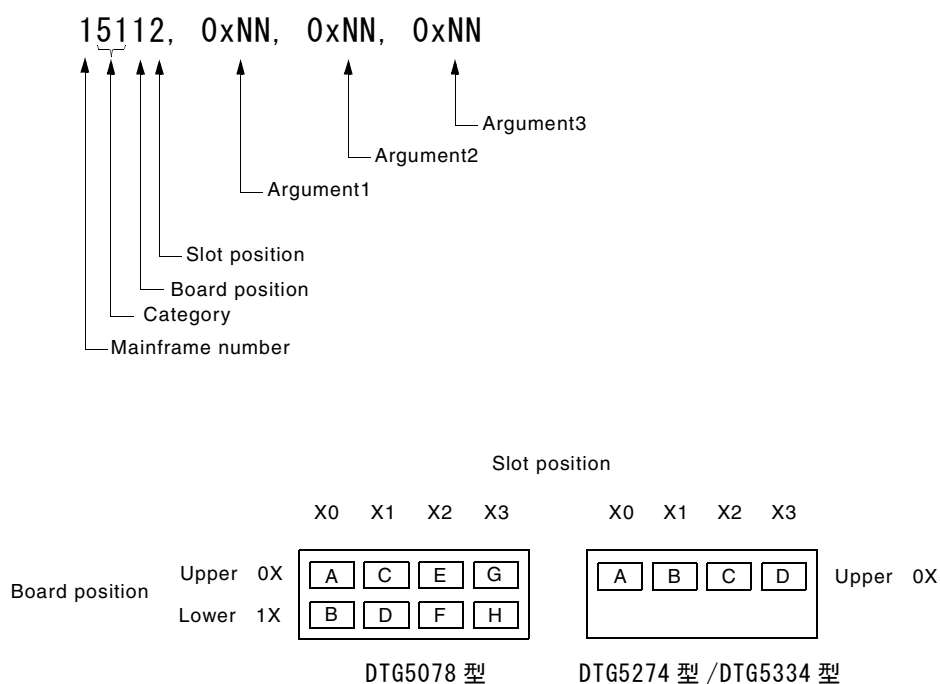 15112, 0xNN, 0xNN, 0xNN
Argument3
Argument2
Argument1
Slot position
Board position
Category
Mainframe number
Slot position
X0 X1 X2 X3 X0 X1 X2 X3
Board position
Upper 0X A C E G A B C D Upper 0X
Lower 1X B D F H
DTG5078 型 DTG5274 型 /DTG5334 型